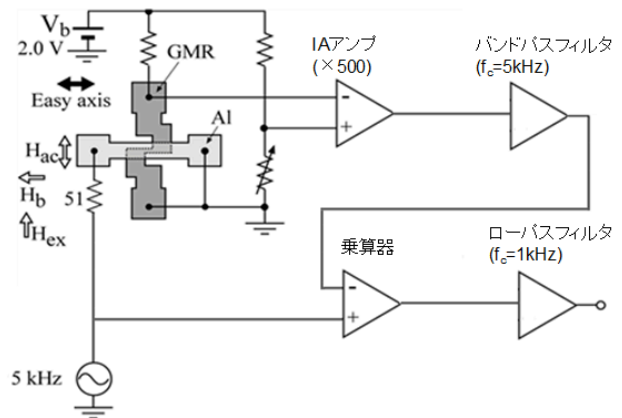 V_b
2.0 V
GMR
IAアンプ
(×500)
バンドパスフィルタ
(f_c=5kHz)
Easy axis
Al
H_ac
H_b
51
H_ex
-
+
乗算器
ローパスフィルタ
(f_c=1kHz)
-
+
5 kHz